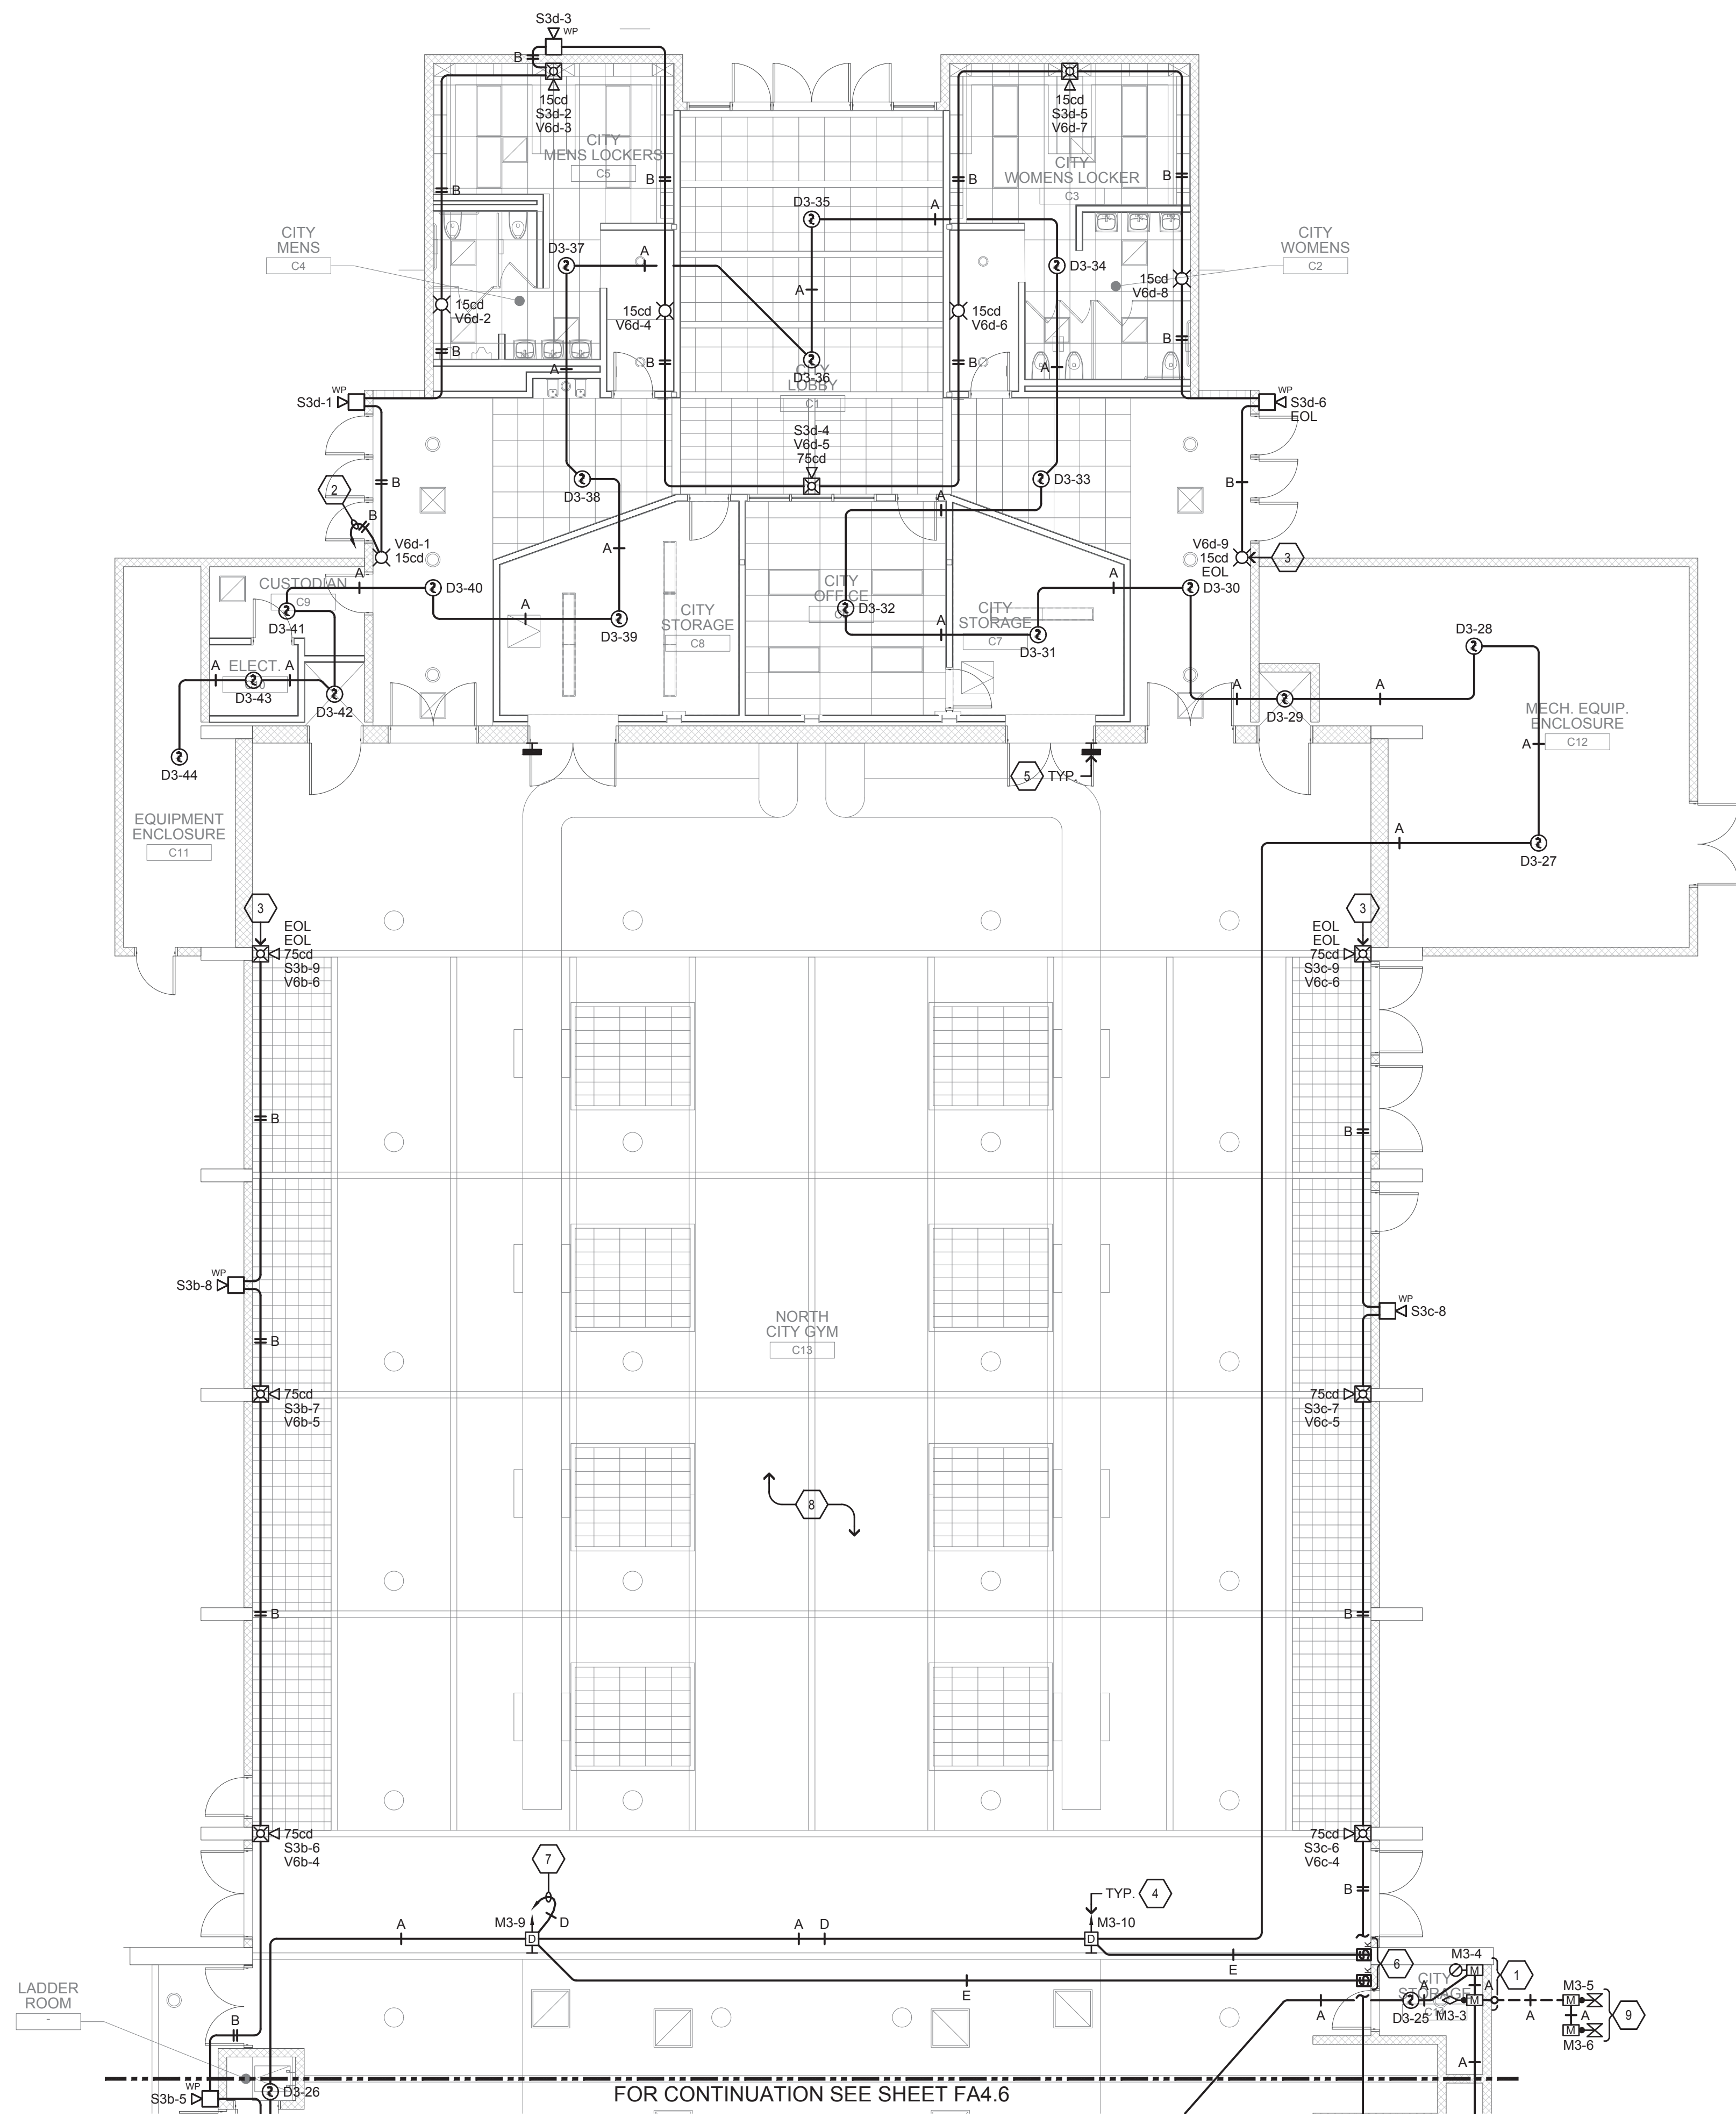 S3d-3
WP
B
15cd
S3d-2
V6d-3
CITY
MENS LOCKERS
C5
B
B
15cd
S3d-5
V6d-7
CITY
WOMENS LOCKER
C3
B
B
D3-35
A
CITY
MENS
C4
D3-37
A
D3-34
CITY
WOMENS
C2
15cd
V6d-2
15cd
V6d-4
A
15cd
V6d-6
15cd
V6d-8
B
A
B
D3-36
CITY
LOBBY
C1
B
A
B
WP
S3d-1
S3d-4
V6d-5
75cd
WP
S3d-6
EOL
2
B
B
D3-38
D3-33
B
A
V6d-1
15cd
A
V6d-9
15cd
EOL
3
A
CUSTODIAN
C9
D3-41
D3-40
A
D3-39
CITY
STORAGE
C8
CITY
OFFICE
D3-32
A
CITY
STORAGE
C7
D3-31
A
D3-30
D3-28
A
ELECT.
A
D3-43
D3-42
A
D3-29
A
MECH. EQUIP.
ENCLOSURE
C12
A
D3-44
5
TYP.
EQUIPMENT
ENCLOSURE
C11
A
D3-27
3
EOL
EOL
75cd
S3b-9
V6b-6
3
EOL
EOL
75cd
S3c-9
V6c-6
B
B
WP
S3b-8
WP
S3c-8
NORTH
CITY GYM
C13
B
75cd
S3b-7
V6b-5
75cd
S3c-7
V6c-5
8
B
B
75cd
S3b-6
V6b-4
75cd
S3c-6
V6c-4
7
B
TYP.
4
A
M3-9
D
A
D
M3-10
D
D
K
K
E
E
6
M3-4
M
1
CITY
STORAGE
A
A
A
D3-25
M3-3
M
A
M3-5
M
A
M
M3-6
9
LADDER
ROOM
-
B
A
WP
S3b-5
D3-26
FOR CONTINUATION SEE SHEET FA4.6